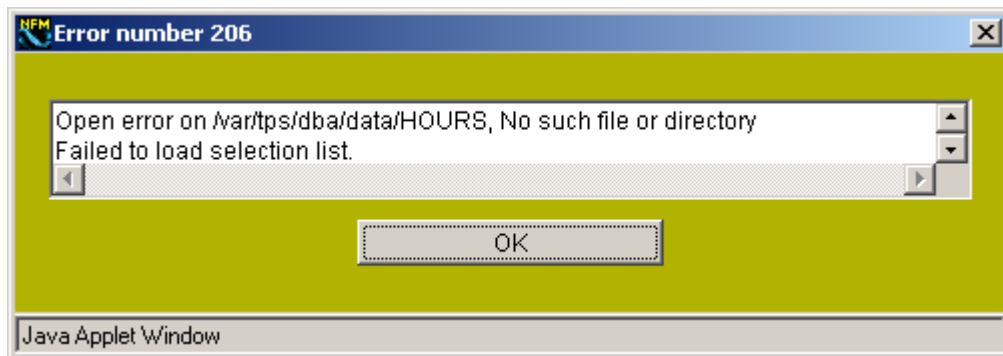 NFM
Error number 206
Open error on /var/tps/dba/data/HOURS, No such file or directory
Failed to load selection list.
OK
Java Applet Window